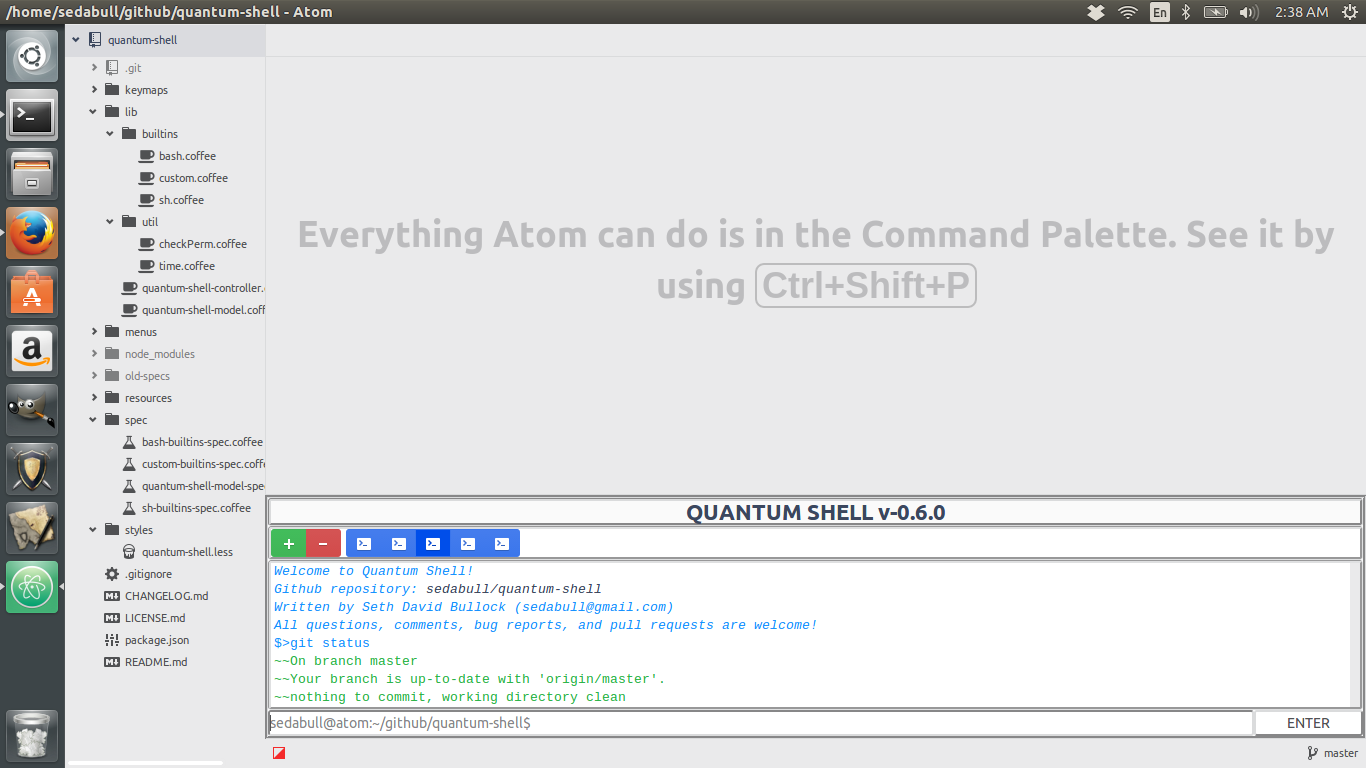 /home/sedabull/github/quantum-shell - Atom
En
2:38 AM
quantum-shell
.git
keymaps
lib
builtins
bash.coffee
custom.coffee
sh.coffee
util
checkPerm.coffee
time.coffee
quantum-shell-controller.
quantum-shell-model.coff
menus
node_modules
old-specs
resources
spec
bash-builtins-spec.coffee
custom-builtins-spec.coffe
quantum-shell-model-spe
sh-builtins-spec.coffee
styles
quantum-shell.less
.gitignore
CHANGELOG.md
LICENSE.md
package.json
README.md
Everything Atom can do is in the Command Palette. See it by
using Ctrl+Shift+P
QUANTUM SHELL v-0.6.0
Welcome to Quantum Shell!
Github repository: sedabull/quantum-shell
Written by Seth David Bullock (sedabull@gmail.com)
All questions, comments, bug reports, and pull requests are welcome!
$>git status
~~On branch master
~~Your branch is up-to-date with 'origin/master'.
~~nothing to commit, working directory clean
sedabull@atom:~/github/quantum-shell$
ENTER
master